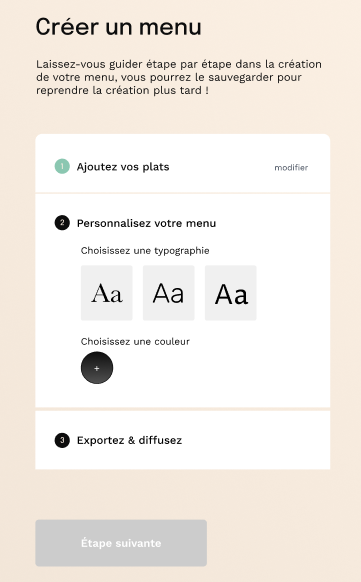 Créer un menu
Laissez-vous guider étape par étape dans la création
de votre menu, vous pourrez le sauvegarder pour
reprendre la création plus tard !
1 Ajoutez vos plats modifier
2 Personnalisez votre menu
Choisissez une typographie
Aa Aa Aa
Choisissez une couleur
+
3 Exportez & diffusez
Étape suivante